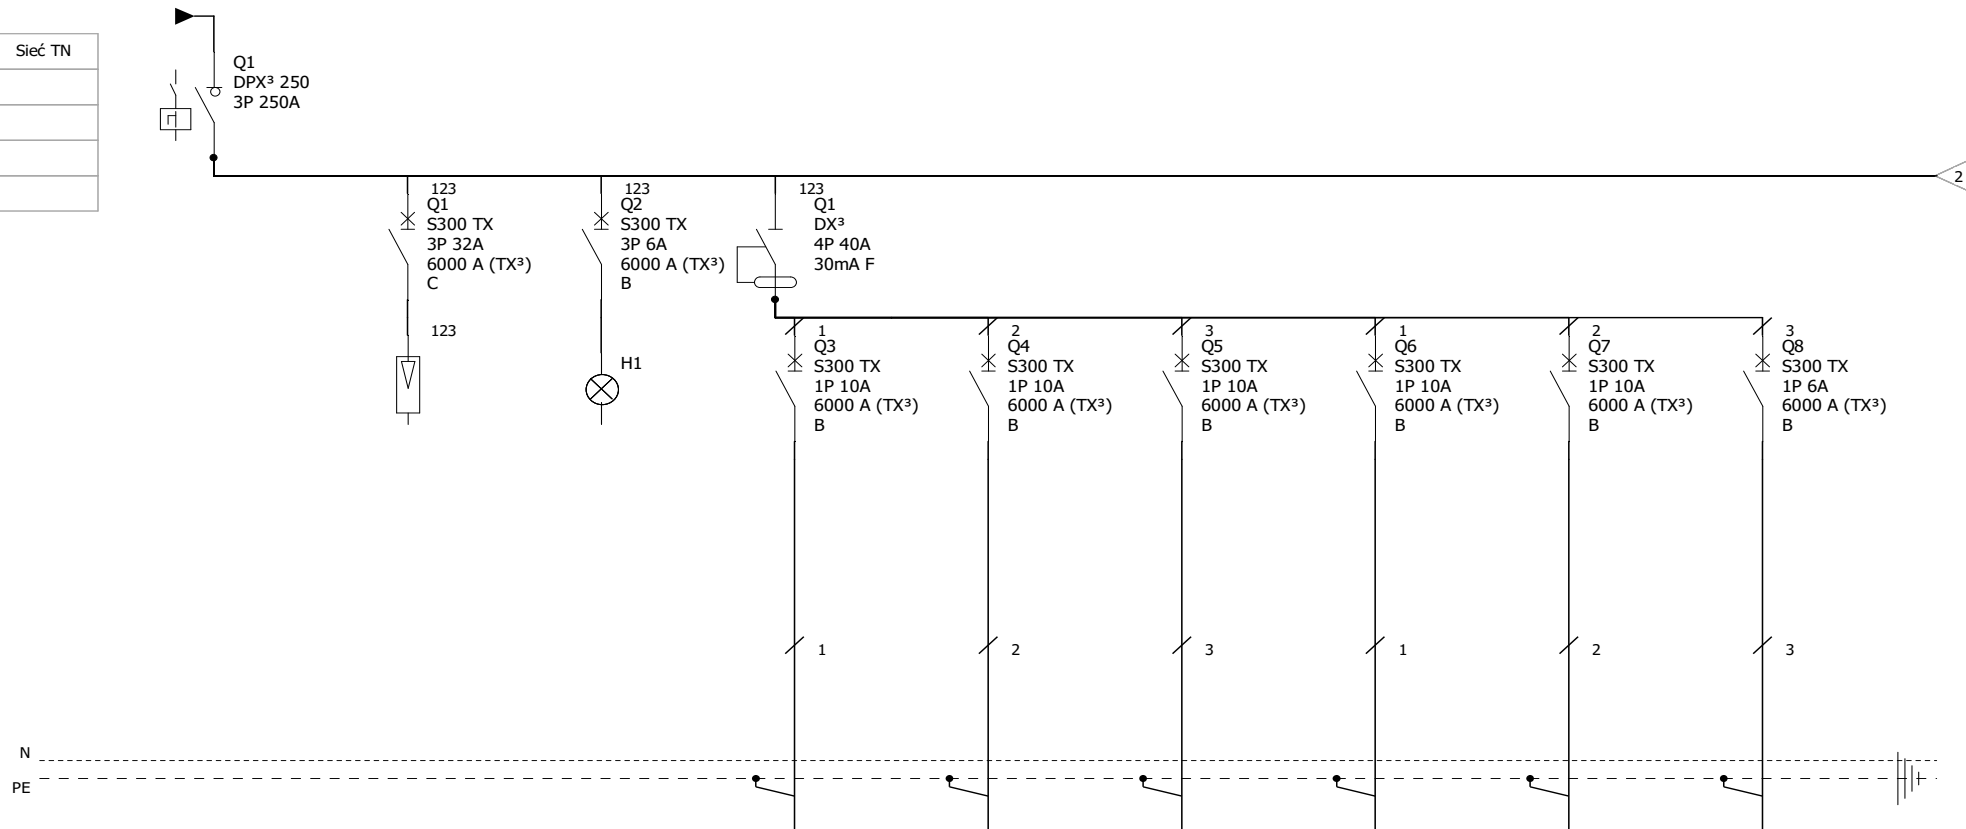 Sieć TN
Q1
DPX³ 250
3P 250A
2
123
Q1
S300 TX
3P 32A
6000 A (TX³)
C
123
123
Q2
S300 TX
3P 6A
6000 A (TX³)
B
H1
123
Q1
DX³
4P 40A
30mA F
1
Q3
S300 TX
1P 10A
6000 A (TX³)
B
2
Q4
S300 TX
1P 10A
6000 A (TX³)
B
3
Q5
S300 TX
1P 10A
6000 A (TX³)
B
1
Q6
S300 TX
1P 10A
6000 A (TX³)
B
2
Q7
S300 TX
1P 10A
6000 A (TX³)
B
3
Q8
S300 TX
1P 6A
6000 A (TX³)
B
1
2
3
1
2
3
N
PE